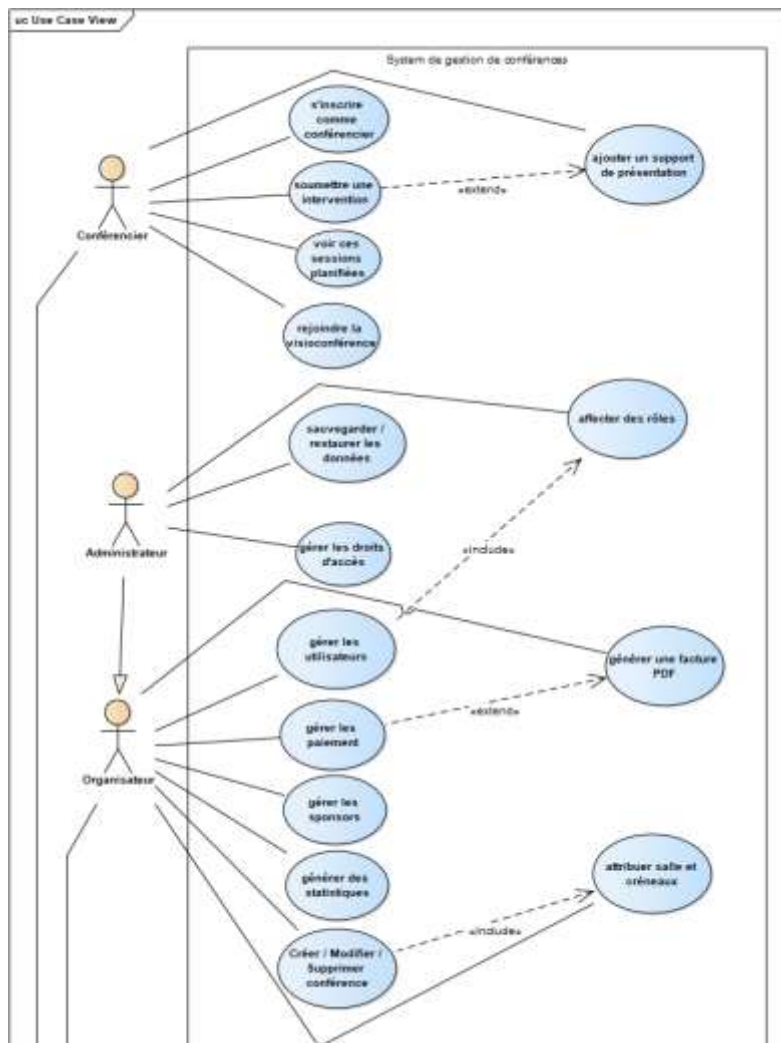 uc Use Case View
System de gestion de conférences
s'inscrire
comme
conférencier
ajouter un support
de présentation
soumettre une
intervention
«extend»
Conférencier
voir ces
sessions
planifiées
rejoindre la
visioconférence
affecter des rôles
sauvegarder /
restaurer les
données
Administrateur
gérer les droits
d'accès
«include»
gérer les
utilisateurs
générer une facture
PDF
gérer les
paiement
«extend»
Organisateur
gérer les
sponsors
générer des
statistiques
attribuer salle et
créneaux
Créer / Modifier /
Supprimer
conférence
«include»